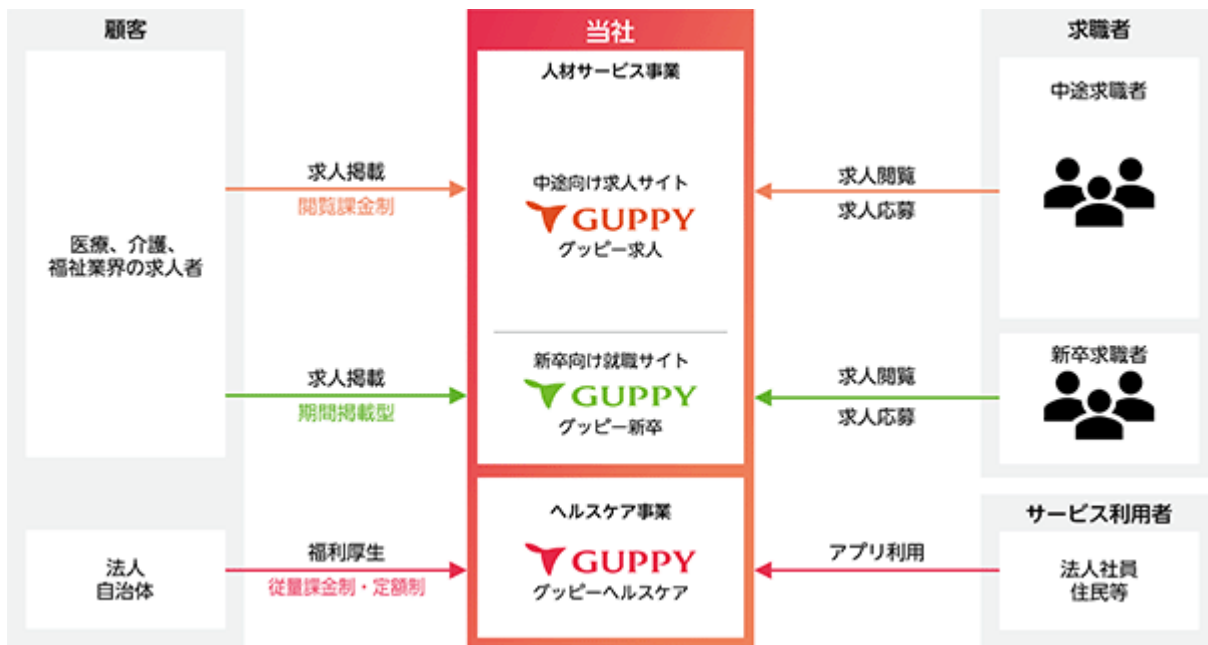 顧客
医療、介護、
福祉業界の求人者
法人
自治体
求人掲載
閲覧課金制
求人掲載
期間掲載型
福利厚生
従量課金制・定額制
当社
人材サービス事業
中途向け求人サイト
GUPPY
グッピー求人
新卒向け就職サイト
GUPPY
グッピー新卒
ヘルスケア事業
GUPPY
グッピーヘルスケア
求人閲覧
求人応募
求人閲覧
求人応募
アプリ利用
求職者
中途求職者
新卒求職者
サービス利用者
法人社員
住民等